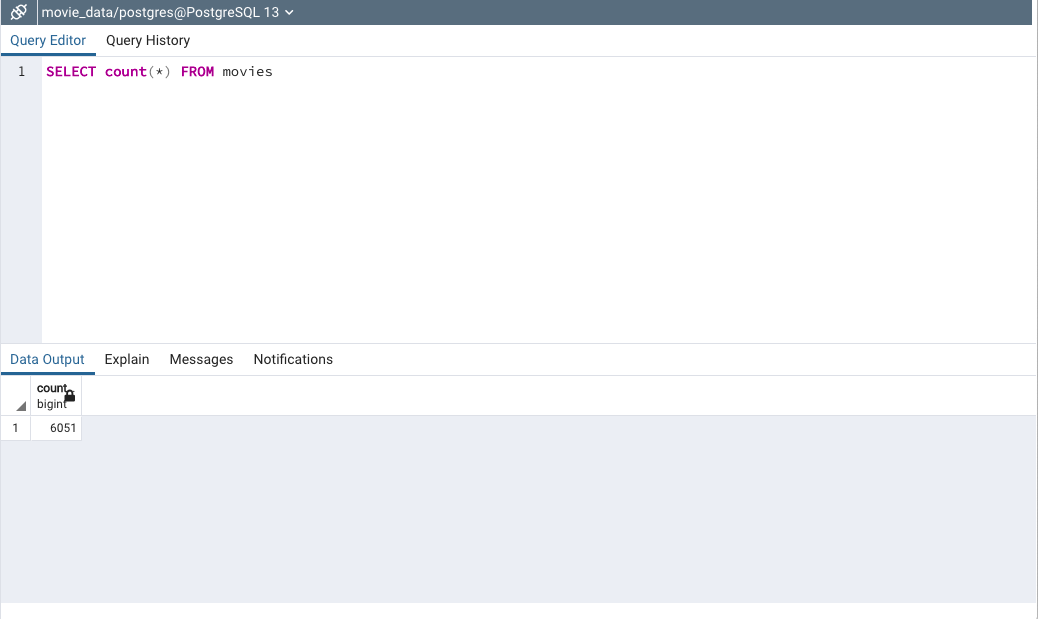 movie_data/postgres@PostgreSQL 13
Query Editor Query History
1 SELECT count(*) FROM movies
Data Output Explain Messages Notifications
count
bigint
1 6051